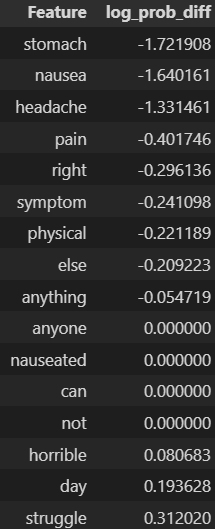 Feature log_prob_diff
stomach -1.721908
nausea -1.640161
headache -1.331461
pain -0.401746
right -0.296136
symptom -0.241098
physical -0.221189
else -0.209223
anything -0.054719
anyone 0.000000
nauseated 0.000000
can 0.000000
not 0.000000
horrible 0.080683
day 0.193628
struggle 0.312020